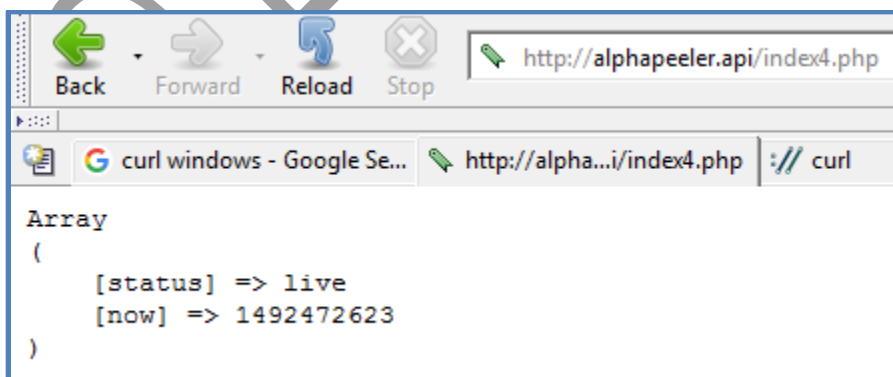 Back Forward Reload Stop http://alphapeeler.api/index4.php
curl windows - Google Se... http://alpha...i/index4.php :// curl
Array
(
[status] => live
[now] => 1492472623
)